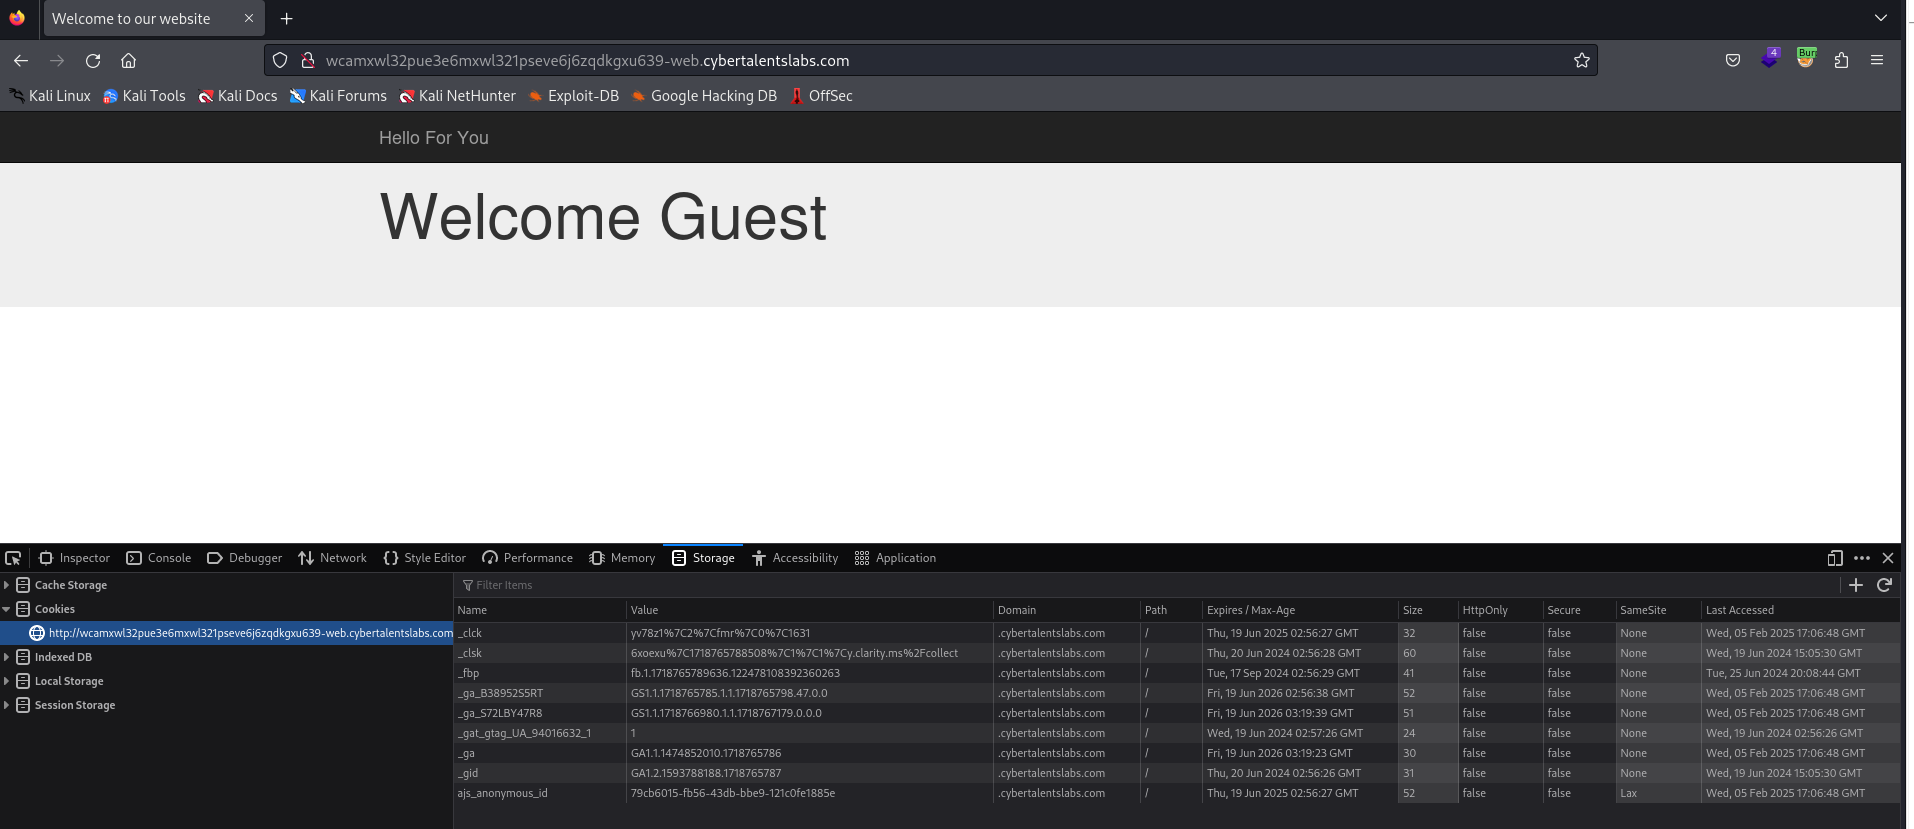 Welcome to our website
wcamxwl32pue3e6mxwl321pseve6j6zqdkgxu639-web.cybertalentslabs.com
4
Kali Linux Kali Tools Kali Docs Kali Forums Kali NetHunter Exploit-DB Google Hacking DB OffSec
Hello For You
Welcome Guest
Inspector Console Debugger Network Style Editor Performance Memory Storage Accessibility Application
Cache Storage
Cookies
http://wcamxwl32pue3e6mxwl321pseve6j6zqdkgxu639-web.cybertalentslabs.com
Indexed DB
Local Storage
Session Storage
Filter Items
Name Value Domain Path Expires / Max-Age Size HttpOnly Secure SameSite Last Accessed
_clck yv78z1%7C2%7Cfmr%7C0%7C1631 .cybertalentslabs.com / Thu, 19 Jun 2025 02:56:27 GMT 32 false false None Wed, 05 Feb 2025 17:06:48 GMT
_clsk 6xoexu%7C1718765788508%7C1%7C1%7Cy.clarity.ms%2Fcollect .cybertalentslabs.com / Thu, 20 Jun 2024 02:56:28 GMT 60 false false None Wed, 19 Jun 2024 15:05:30 GMT
_fbp fb.1.1718765789636.122478108392360263 .cybertalentslabs.com / Tue, 17 Sep 2024 02:56:29 GMT 41 false false None Tue, 25 Jun 2024 20:08:44 GMT
_ga_B38952S5RT GS1.1.1718765785.1.1.1718765798.47.0.0 .cybertalentslabs.com / Fri, 19 Jun 2026 02:56:38 GMT 52 false false None Wed, 05 Feb 2025 17:06:48 GMT
_ga_S72LBY47R8 GS1.1.1718766980.1.1.1718767179.0.0.0 .cybertalentslabs.com / Fri, 19 Jun 2026 03:19:39 GMT 51 false false None Wed, 05 Feb 2025 17:06:48 GMT
_gat_gtag_UA_94016632_1 1 .cybertalentslabs.com / Wed, 19 Jun 2024 02:57:26 GMT 24 false false None Wed, 19 Jun 2024 02:56:26 GMT
_ga GA1.1.1474852010.1718765786 .cybertalentslabs.com / Fri, 19 Jun 2026 03:19:23 GMT 30 false false None Wed, 05 Feb 2025 17:06:48 GMT
_gid GA1.2.1593788188.1718765787 .cybertalentslabs.com / Thu, 20 Jun 2024 02:56:26 GMT 31 false false None Wed, 19 Jun 2024 15:05:30 GMT
ajs_anonymous_id 79cb6015-fb56-43db-bbe9-121c0fe1885e .cybertalentslabs.com / Thu, 19 Jun 2025 02:56:27 GMT 52 false false Lax Wed, 05 Feb 2025 17:06:48 GMT